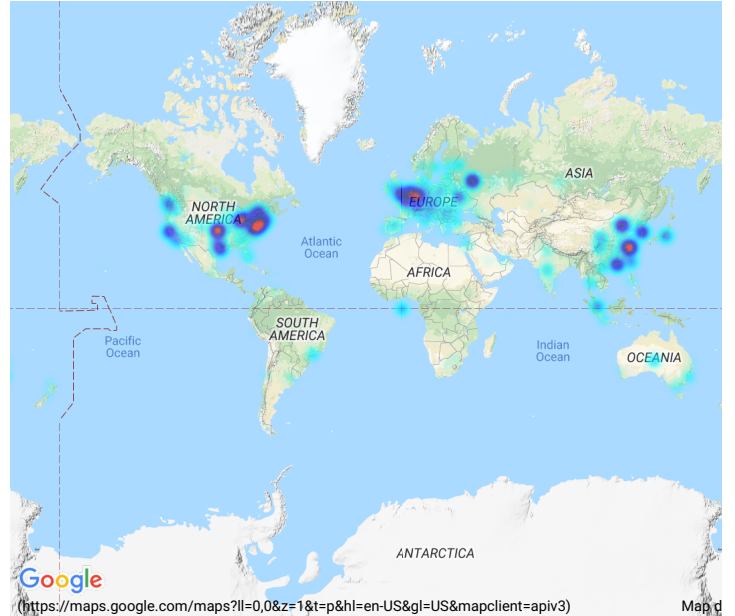 ASIA
NORTH
AMERICA
EUROPE
Atlantic
Ocean
AFRICA
SOUTH
AMERICA
Pacific
Ocean
Indian
Ocean
OCEANIA
ANTARCTICA
Google
(https://maps.google.com/maps?ll=0,0&z=1&t=p&hl=en-US&gl=US&mapclient=apiv3)
Map d